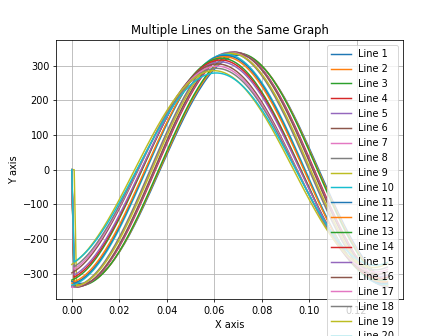 Multiple Lines on the Same Graph
Y axis
300
200
100
0
−100
−200
−300
0.00
0.02
0.04
0.06
0.08
0.10
X axis
Line 1
Line 2
Line 3
Line 4
Line 5
Line 6
Line 7
Line 8
Line 9
Line 10
Line 11
Line 12
Line 13
Line 14
Line 15
Line 16
Line 17
Line 18
Line 19
Line 20